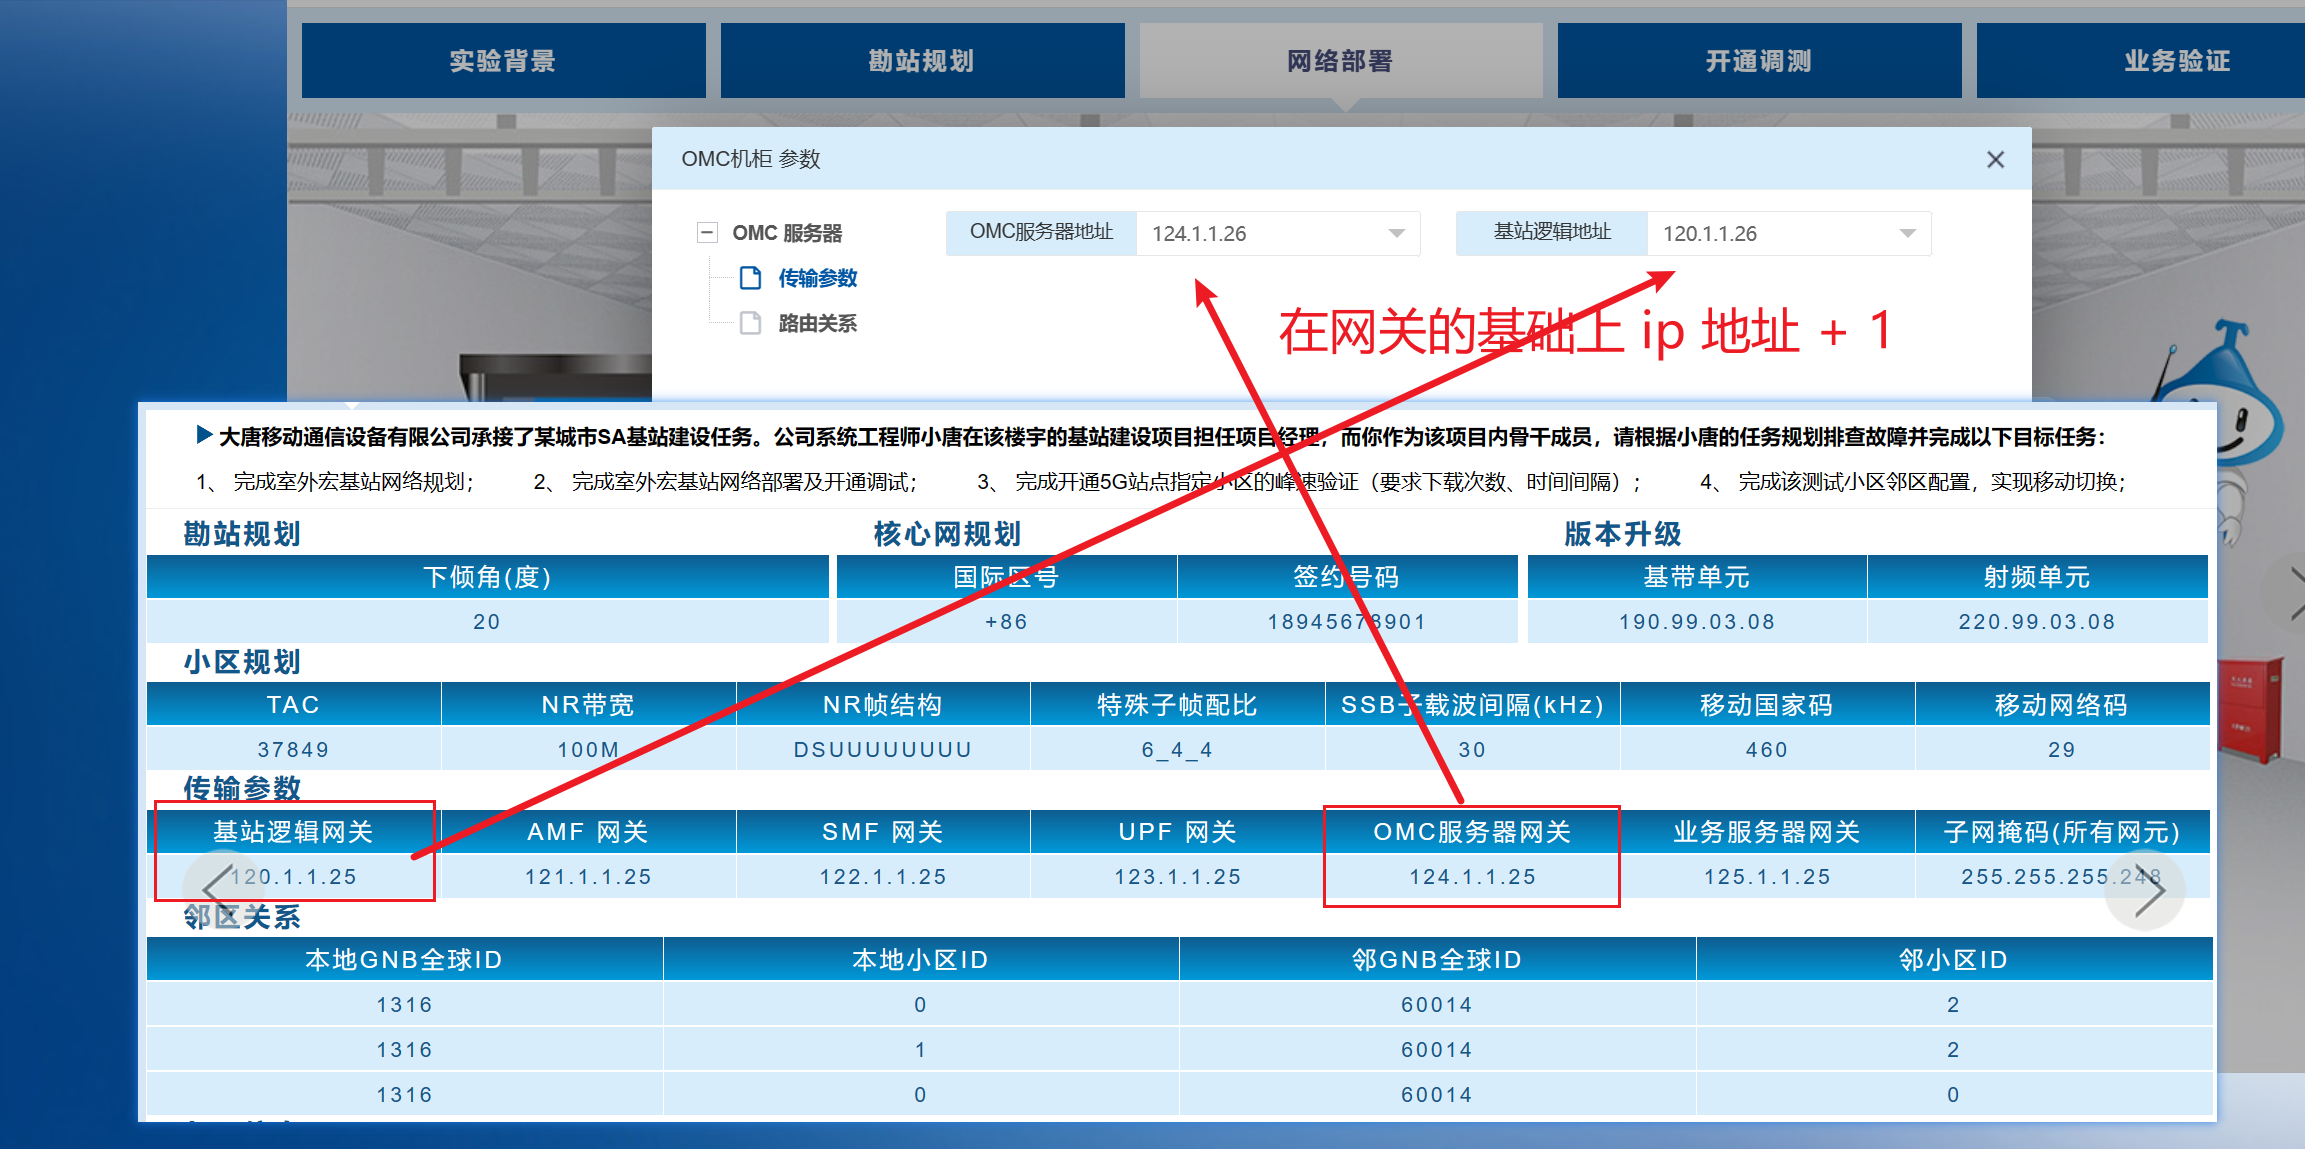 实验背景 勘站规划 网络部署 开通调测 业务验证
OMC机柜 参数
OMC 服务器 OMC服务器地址 124.1.1.26 基站逻辑地址 120.1.1.26
传输参数
路由关系
在网关的基础上 ip 地址 + 1
大唐移动通信设备有限公司承接了某城市SA基站建设任务。公司系统工程师小唐在该楼宇的基站建设项目担任项目经理，而你作为该项目内骨干成员，请根据小唐的任务规划排查故障并完成以下目标任务：
1、 完成室外宏基站网络规划； 2、 完成室外宏基站网络部署及开通调试； 3、 完成开通5G站点指定小区的峰速验证（要求下载次数、时间间隔）； 4、 完成该测试小区邻区配置，实现移动切换；
勘站规划 核心网规划 版本升级
下倾角(度) 国际区号 签约号码 基带单元 射频单元
20 +86 18945678901 190.99.03.08 220.99.03.08
小区规划
TAC NR带宽 NR帧结构 特殊子帧配比 SSB子载波间隔(kHz) 移动国家码 移动网络码
37849 100M DSUUUUUUUU 6_4_4 30 460 29
传输参数
基站逻辑网关 AMF 网关 SMF 网关 UPF 网关 OMC服务器网关 业务服务器网关 子网掩码(所有网元)
120.1.1.25 121.1.1.25 122.1.1.25 123.1.1.25 124.1.1.25 125.1.1.25 255.255.255.248
邻区关系
本地GNB全球ID 本地小区ID 邻GNB全球ID 邻小区ID
1316 0 60014 2
1316 1 60014 2
1316 0 60014 0